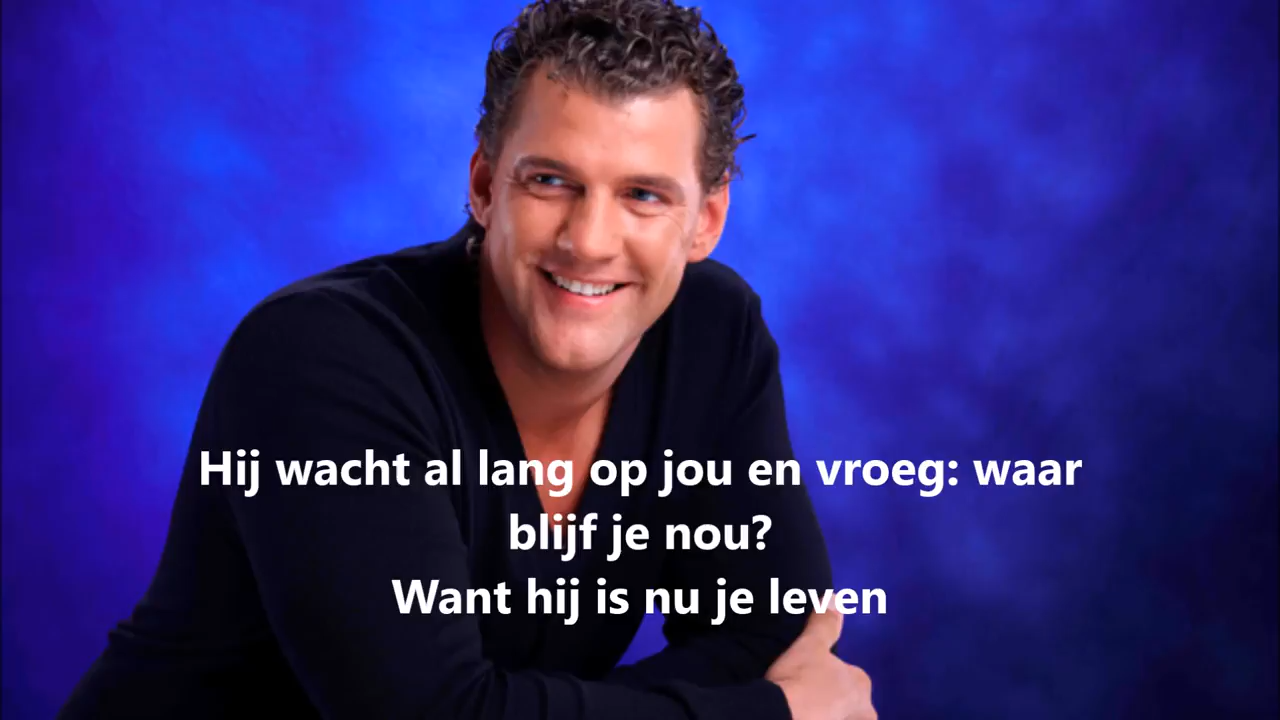 Hij wacht al lang op jou en vroeg: waar
blijf je nou?
Want hij is nu je leven